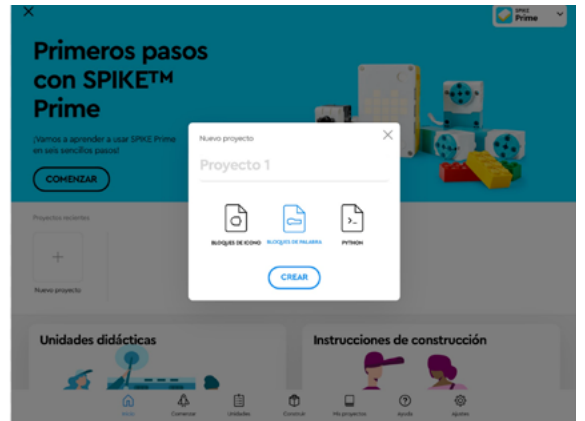 SPIKE
Prime
Primeros pasos
con SPIKE™
Prime
¡Vamos a aprender a usar SPIKE Prime
en seis sencillos pasos!
COMENZAR
Nuevo proyecto
Proyecto 1
BLOQUES DE ICONO
BLOQUES DE PALABRA
PYTHON
CREAR
Proyectos recientes
Nuevo proyecto
Unidades didácticas
Instrucciones de construcción
Inicio
Comenzar
Unidades
Construir
Mis proyectos
Ayuda
Ajustes